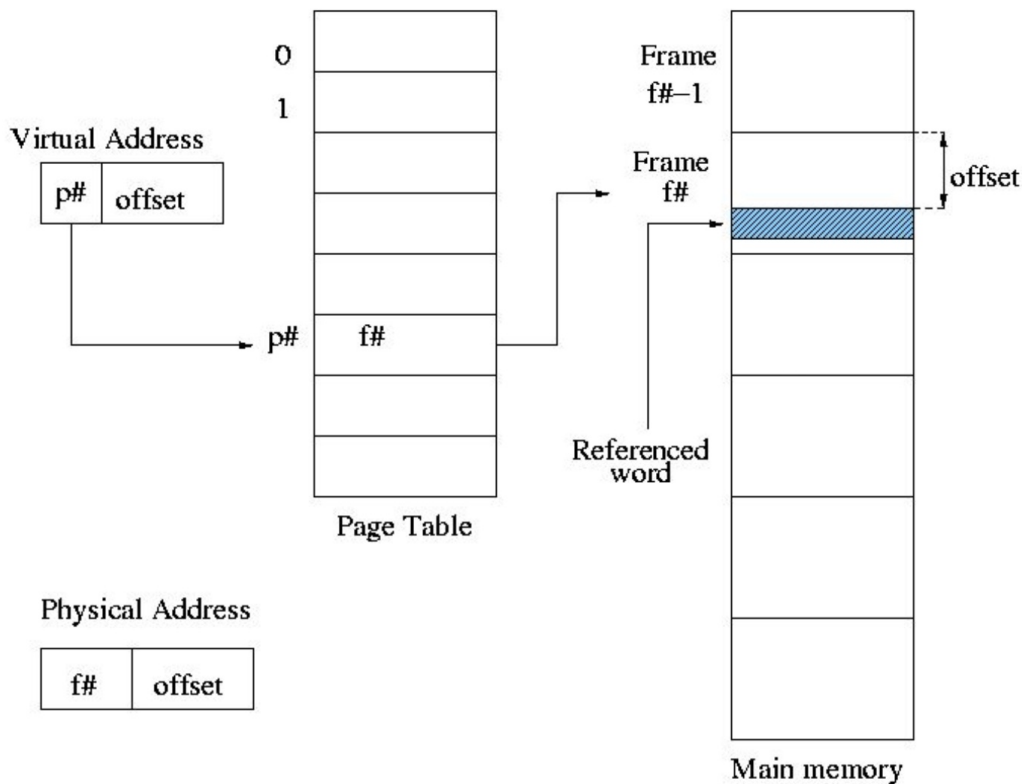 0
1
Virtual Address
p# offset
p# f#
Page Table
Physical Address
f# offset
Frame
f#–1
Frame
f#
offset
Referenced
word
Main memory